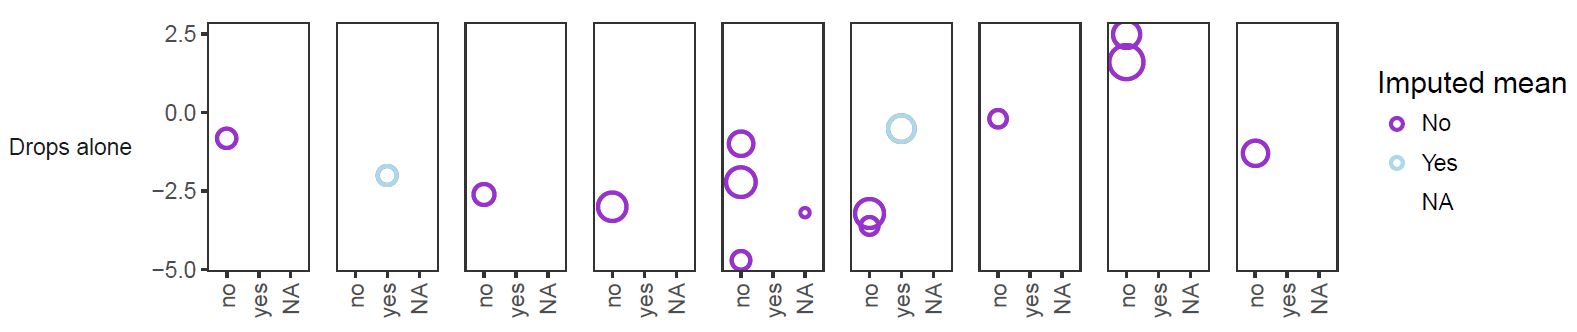 Drops alone
2.5
0.0
−2.5
−5.0
no yes NA
no yes NA
no yes NA
no yes NA
no yes NA
no yes NA
no yes NA
no yes NA
no yes NA
Imputed mean
No
Yes
NA